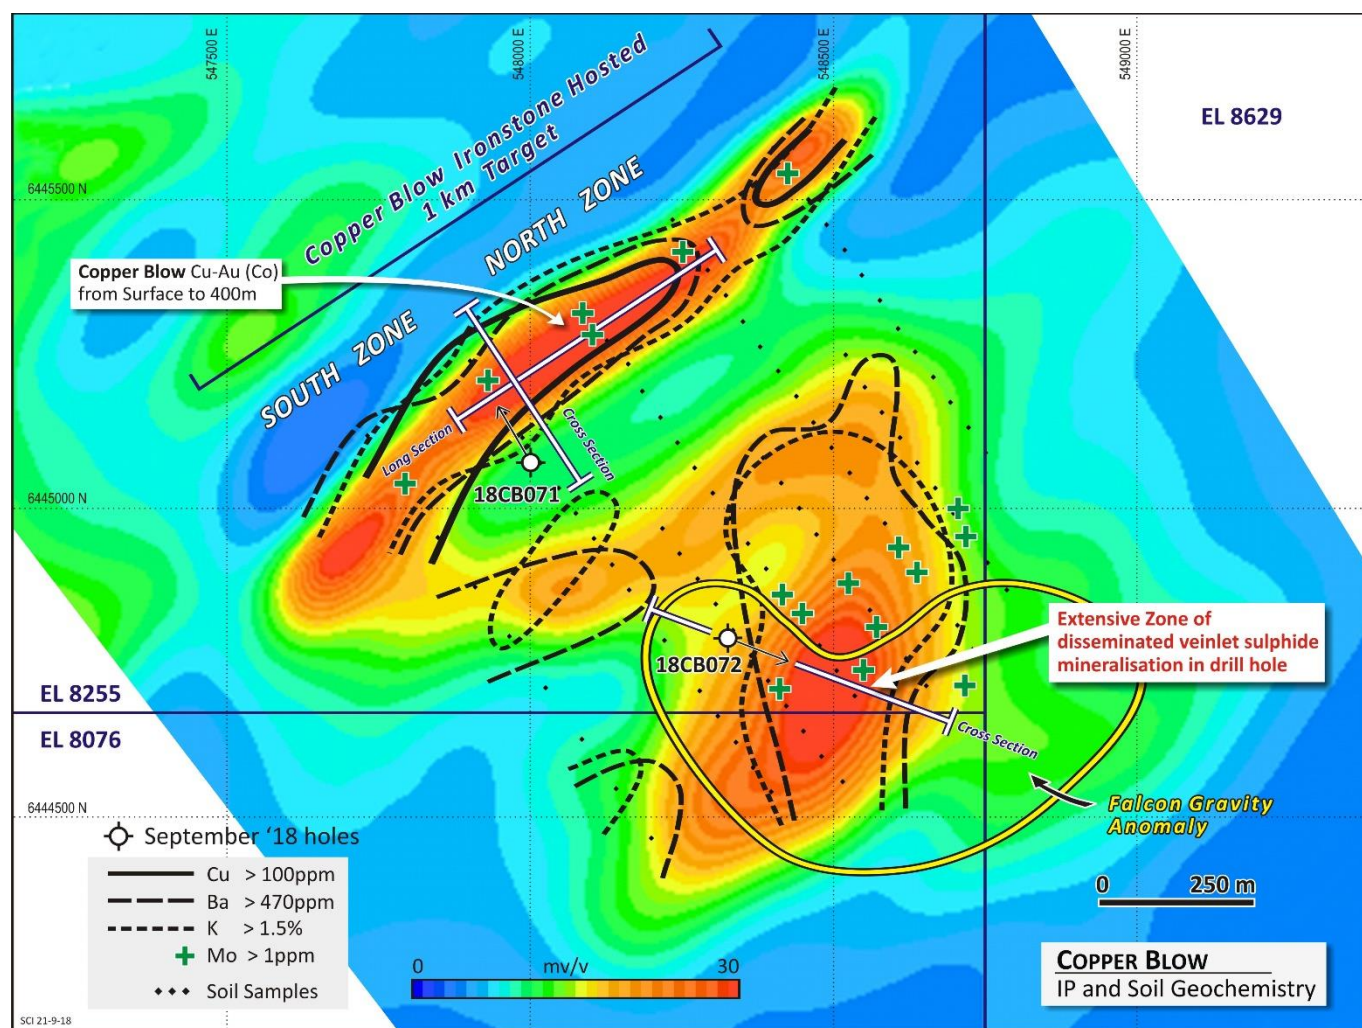 547500 E
548000 E
548500 E
549000 E
EL 8629
Copper Blow Ironstone Hosted
1 km Target
6445500 N
NORTH ZONE
Copper Blow Cu-Au (Co)
from Surface to 400m
SOUTH ZONE
Long Section
Cross Section
18CB071
6445000 N
Extensive Zone of
disseminated veinlet sulphide
mineralisation in drill hole
18CB072
EL 8255
EL 8076
Cross Section
6444500 N
Falcon Gravity
Anomaly
September ‘18 holes
Cu > 100ppm
Ba > 470ppm
K > 1.5%
Mo > 1ppm
Soil Samples
0 mv/v 30
0 250 m
COPPER BLOW
IP and Soil Geochemistry
SCI 21-9-18